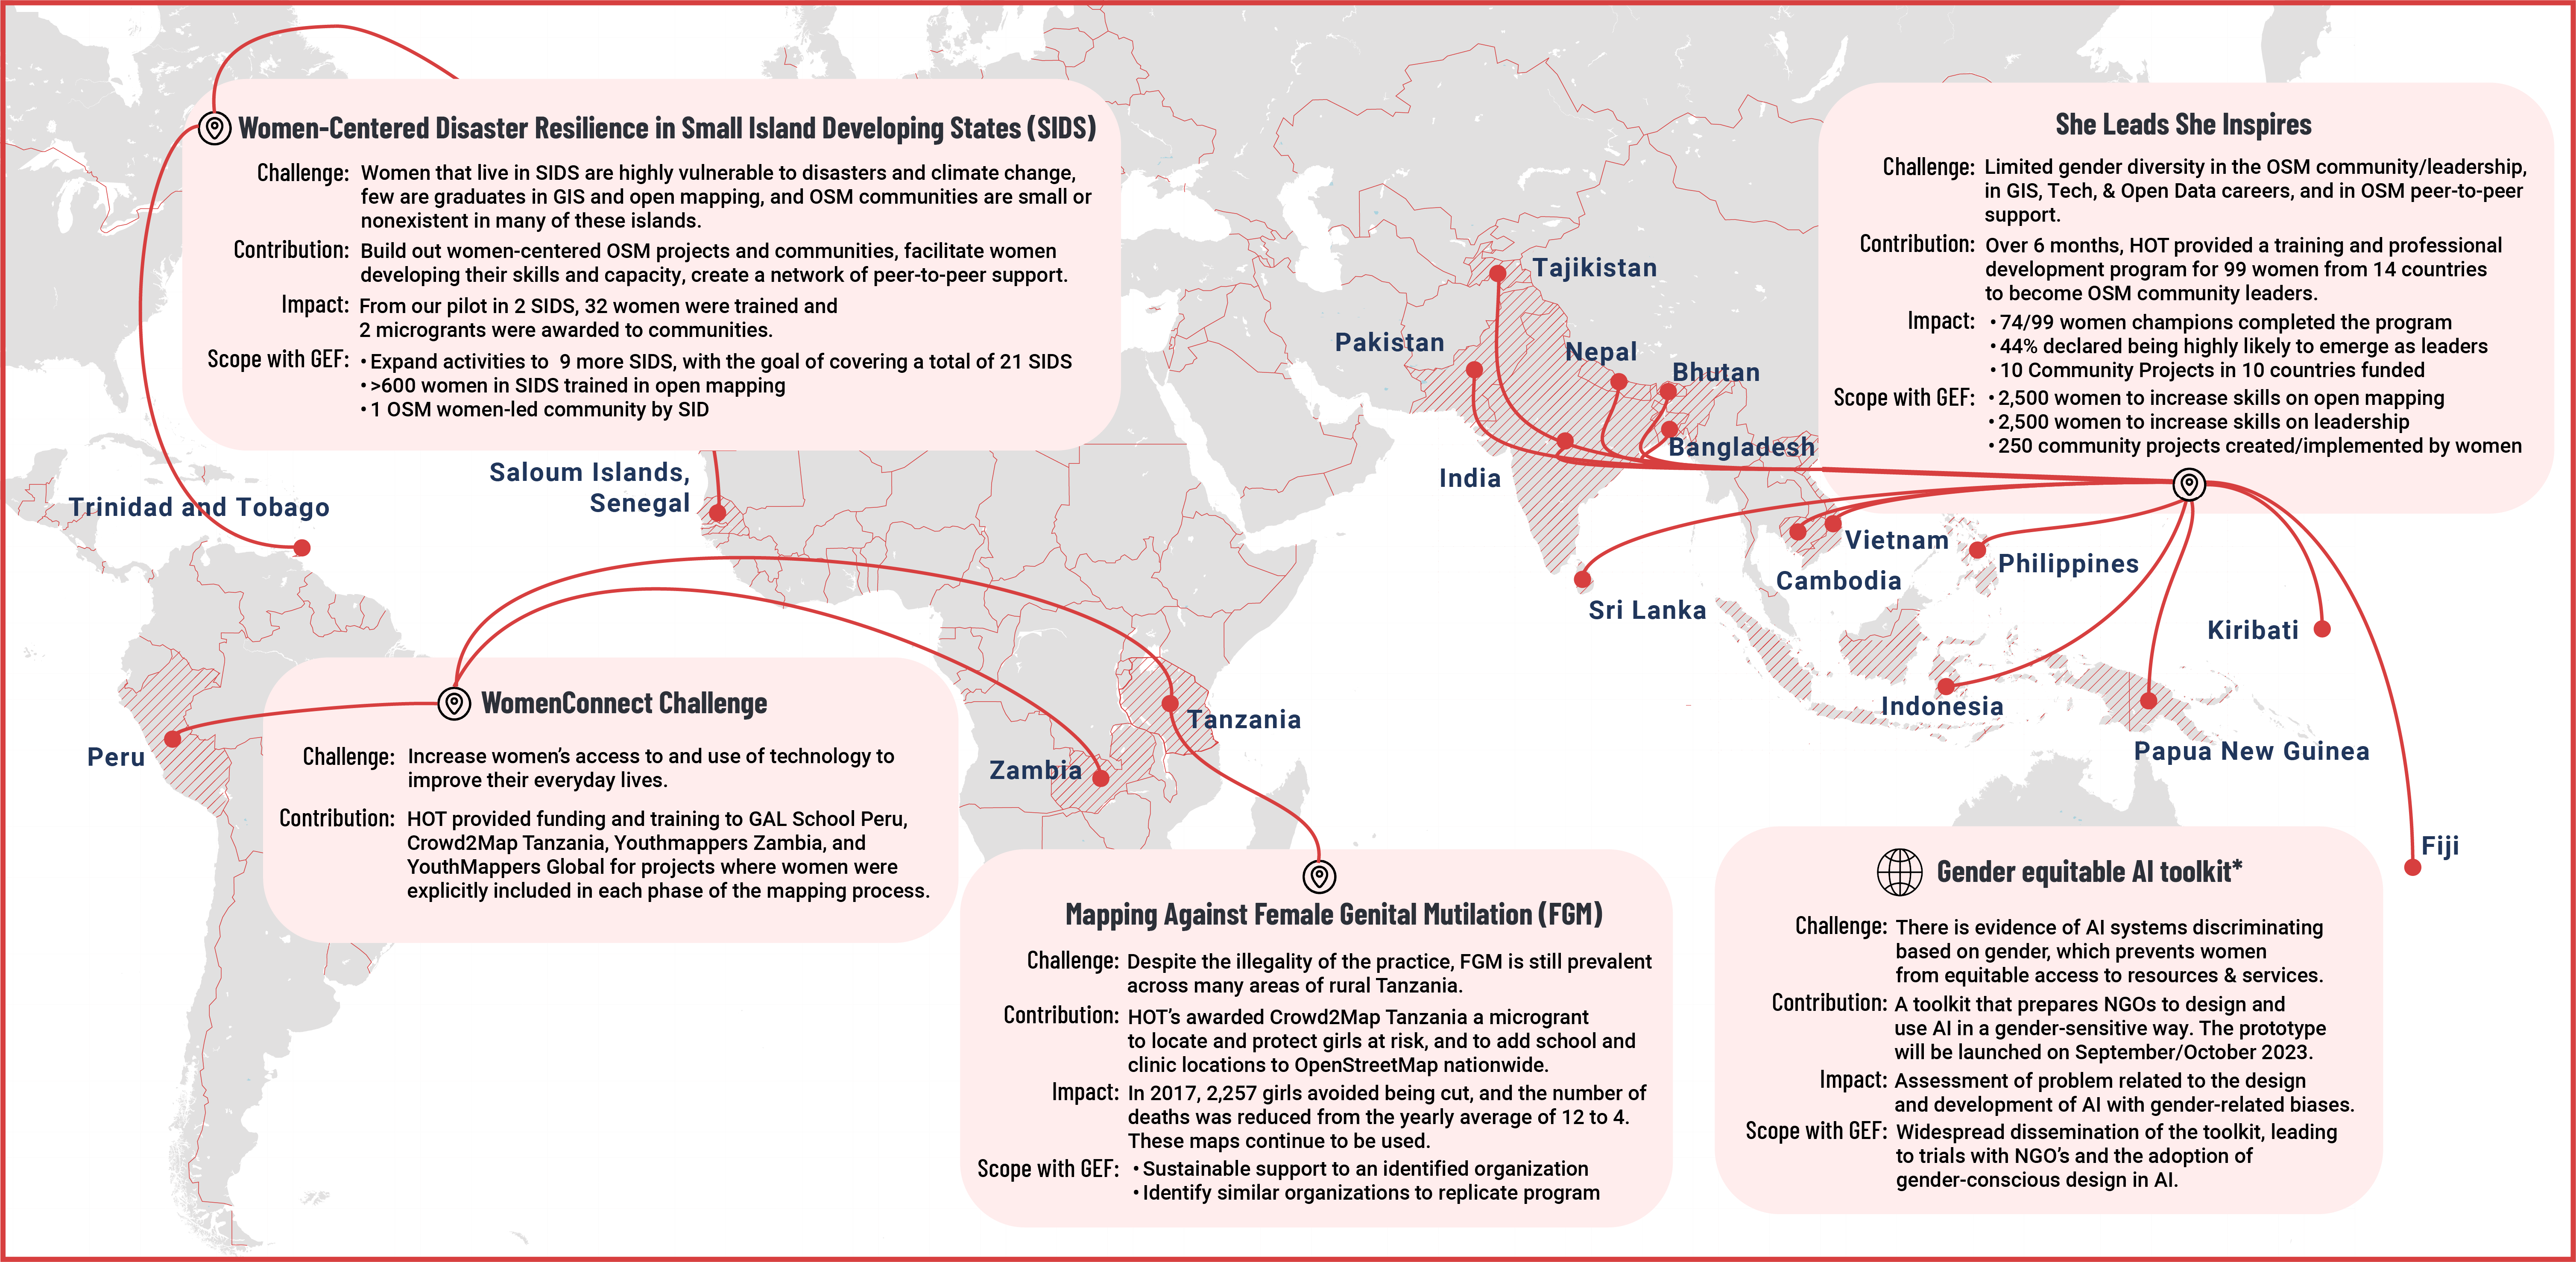 Women-Centered Disaster Resilience in Small Island Developing States (SIDS)
Challenge: Women that live in SIDS are highly vulnerable to disasters and climate change,
few are graduates in GIS and open mapping, and OSM communities are small or
nonexistent in many of these islands.
Contribution: Build out women-centered OSM projects and communities, facilitate women
developing their skills and capacity, create a network of peer-to-peer support.
Impact: From our pilot in 2 SIDS, 32 women were trained and
2 microgrants were awarded to communities.
Scope with GEF: • Expand activities to 9 more SIDS, with the goal of covering a total of 21 SIDS
• >600 women in SIDS trained in open mapping
• 1 OSM women-led community by SID
She Leads She Inspires
Challenge: Limited gender diversity in the OSM community/leadership,
in GIS, Tech, & Open Data careers, and in OSM peer-to-peer
support.
Contribution: Over 6 months, HOT provided a training and professional
development program for 99 women from 14 countries
to become OSM community leaders.
Impact: • 74/99 women champions completed the program
• 44% declared being highly likely to emerge as leaders
• 10 Community Projects in 10 countries funded
Scope with GEF: • 2,500 women to increase skills on open mapping
• 2,500 women to increase skills on leadership
• 250 community projects created/implemented by women
Tajikistan
Pakistan
Nepal
Bhutan
Bangladesh
India
Saloum Islands,
Senegal
Trinidad and Tobago
Vietnam
Philippines
Cambodia
Sri Lanka
Kiribati
Indonesia
Papua New Guinea
Fiji
Tanzania
Zambia
Peru
WomenConnect Challenge
Challenge: Increase women’s access to and use of technology to
improve their everyday lives.
Contribution: HOT provided funding and training to GAL School Peru,
Crowd2Map Tanzania, Youthmappers Zambia, and
YouthMappers Global for projects where women were
explicitly included in each phase of the mapping process.
Mapping Against Female Genital Mutilation (FGM)
Challenge: Despite the illegality of the practice, FGM is still prevalent
across many areas of rural Tanzania.
Contribution: HOT’s awarded Crowd2Map Tanzania a microgrant
to locate and protect girls at risk, and to add school and
clinic locations to OpenStreetMap nationwide.
Impact: In 2017, 2,257 girls avoided being cut, and the number of
deaths was reduced from the yearly average of 12 to 4.
These maps continue to be used.
Scope with GEF: • Sustainable support to an identified organization
• Identify similar organizations to replicate program
Gender equitable AI toolkit*
Challenge: There is evidence of AI systems discriminating
based on gender, which prevents women
from equitable access to resources & services.
Contribution: A toolkit that prepares NGOs to design and
use AI in a gender-sensitive way. The prototype
will be launched on September/October 2023.
Impact: Assessment of problem related to the design
and development of AI with gender-related biases.
Scope with GEF: Widespread dissemination of the toolkit, leading
to trials with NGO’s and the adoption of
gender-conscious design in AI.